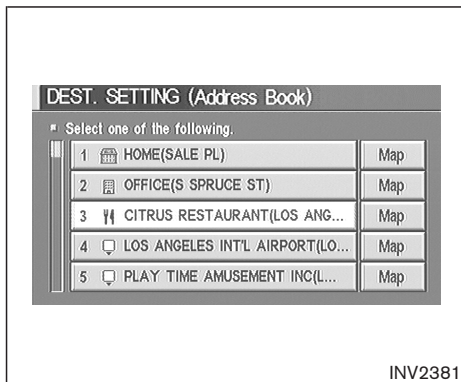 DEST. SETTING (Address Book)
Select one of the following.
1 HOME(SALE PL) Map
2 OFFICE(S SPRUCE ST) Map
3 CITRUS RESTAURANT(LOS ANG... Map
4 LOS ANGELES INT'L AIRPORT(LO... Map
5 PLAY TIME AMUSEMENT INC(L... Map
INV2381